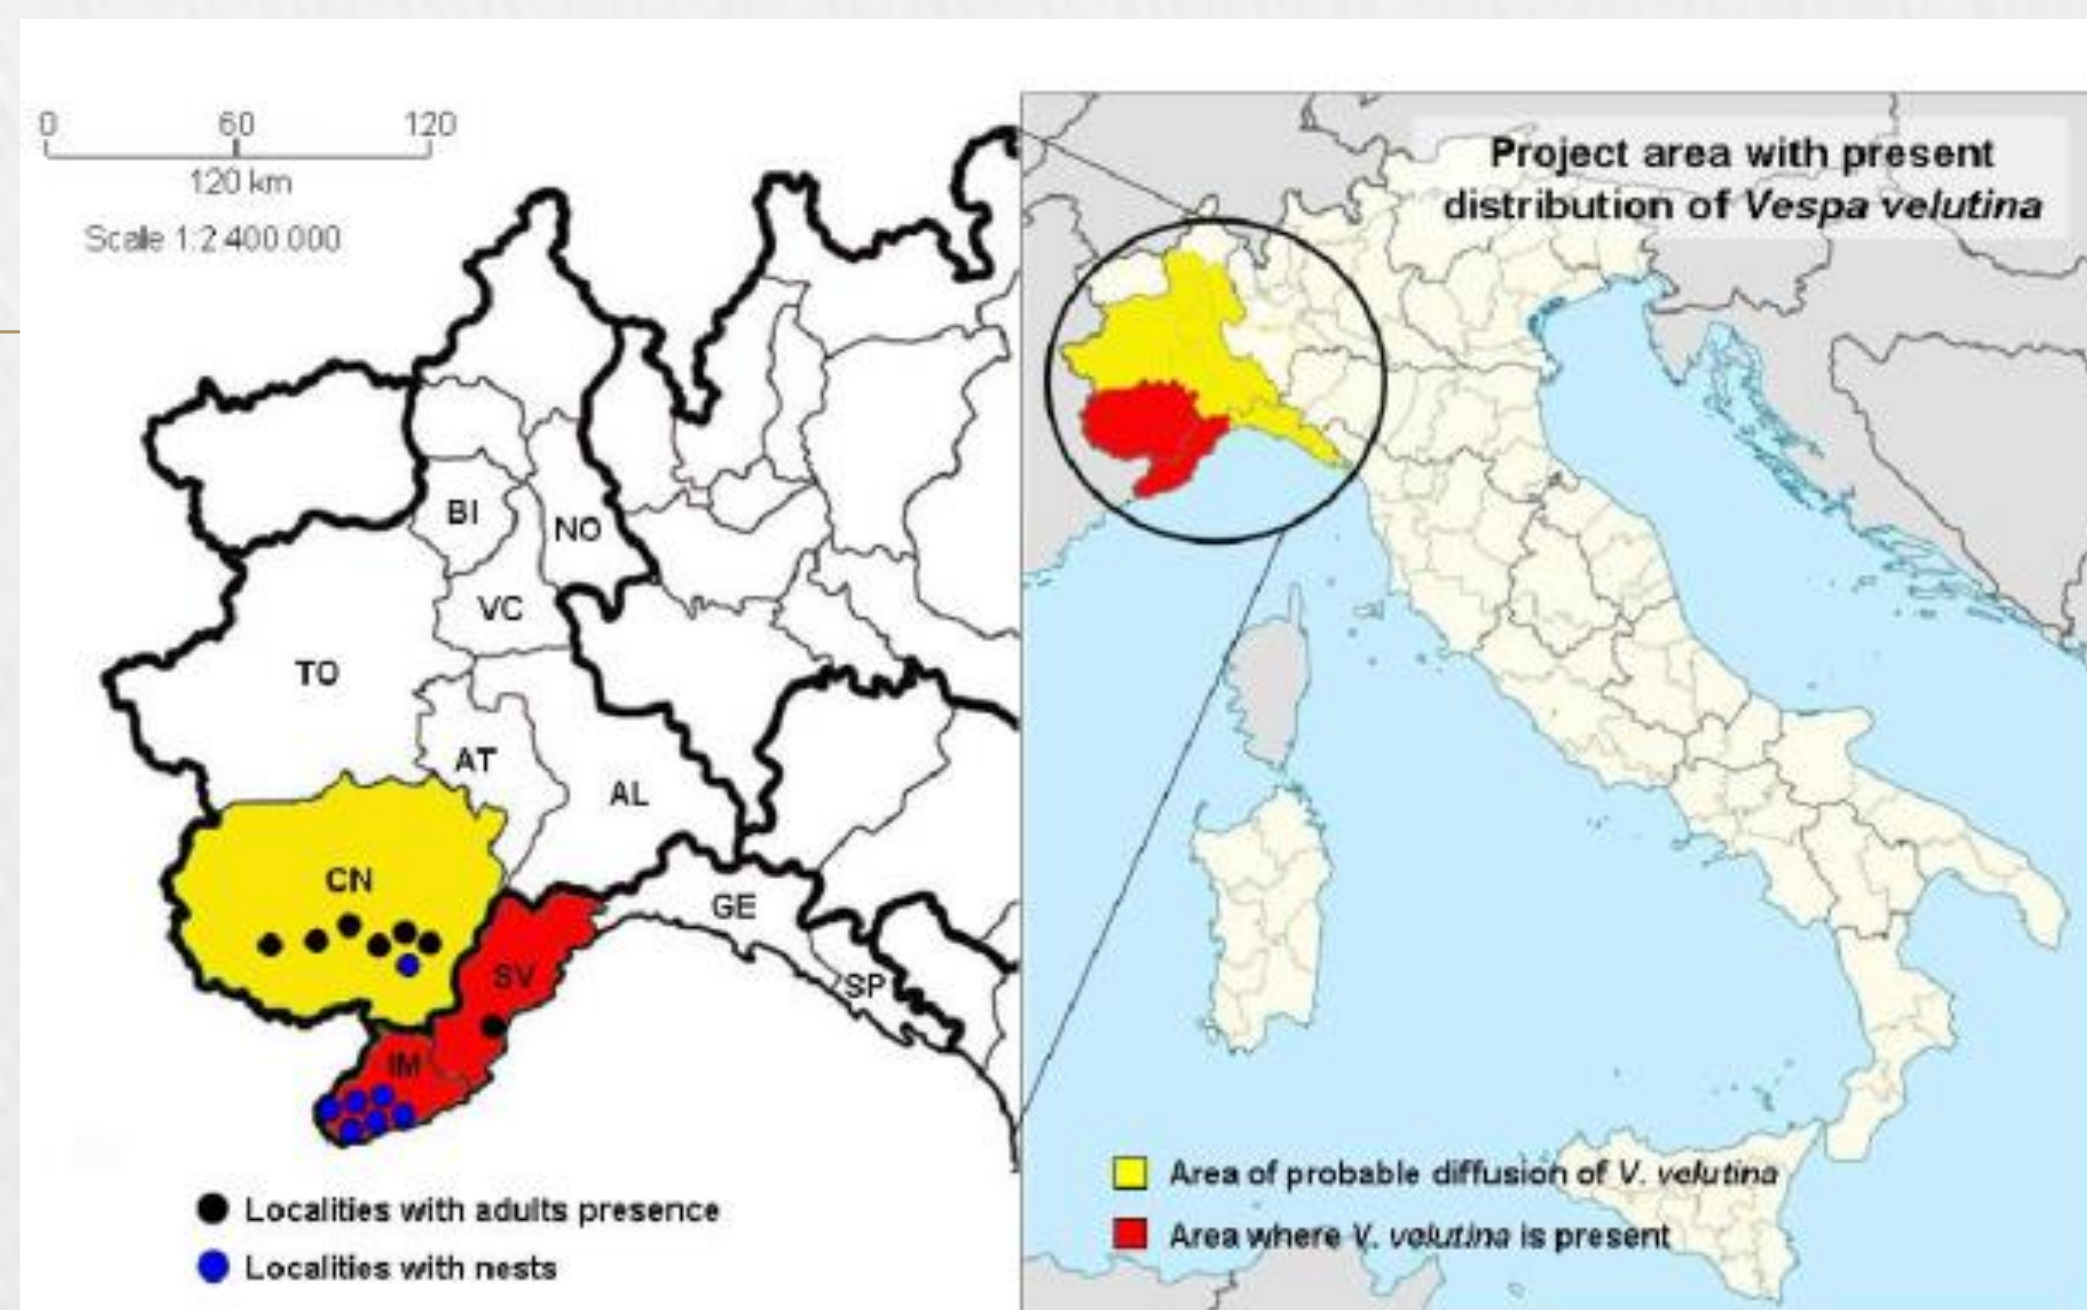 0 60 120
120 km
Scale 1:2 400 000
BI
NO
VC
TO
AT
AL
CN
GE
SV
SP
IM
Localities with adults presence
Localities with nests
Project area with present
distribution of Vespa velutina
Area of probable diffusion of V. velutina
Area where V. velutina is present